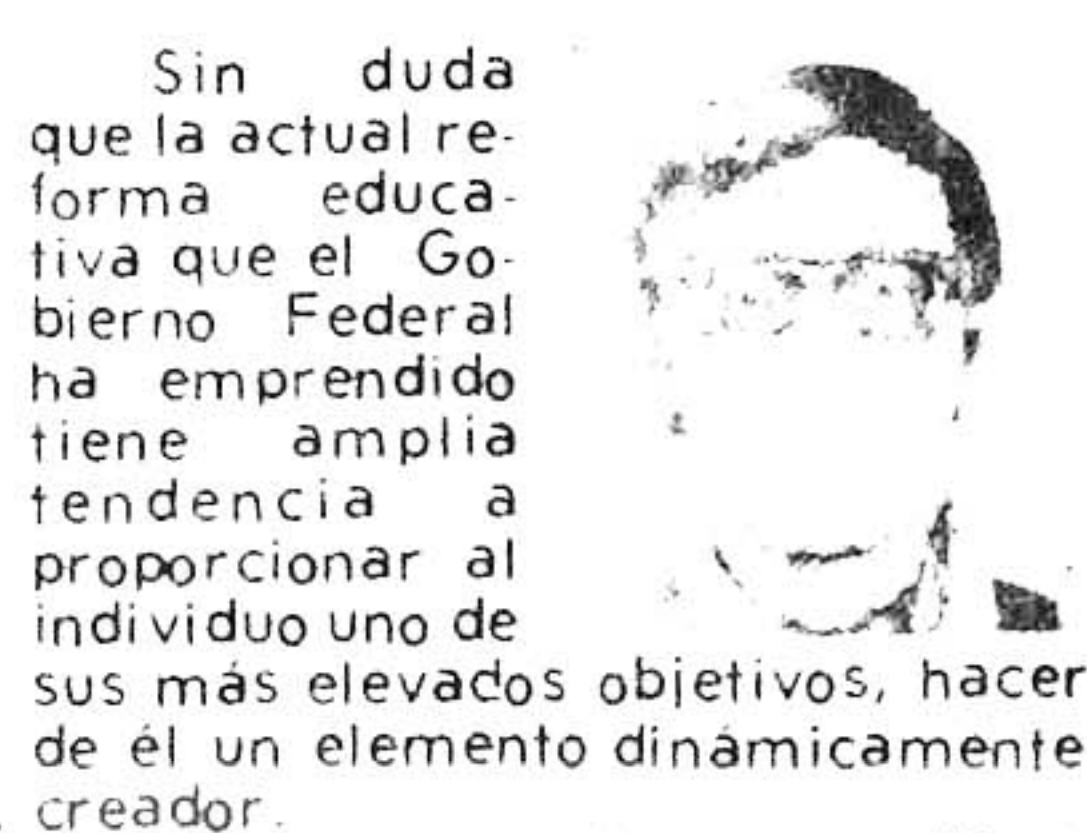 Sin duda
que la actual re-
forma educa-
tiva que el Go-
bierno Federal
ha emprendido
tiene amplia
tendencia a
proporcionar al
individuo uno de
sus más elevados objetivos, hacer
de él un elemento dinámicamente
creador.